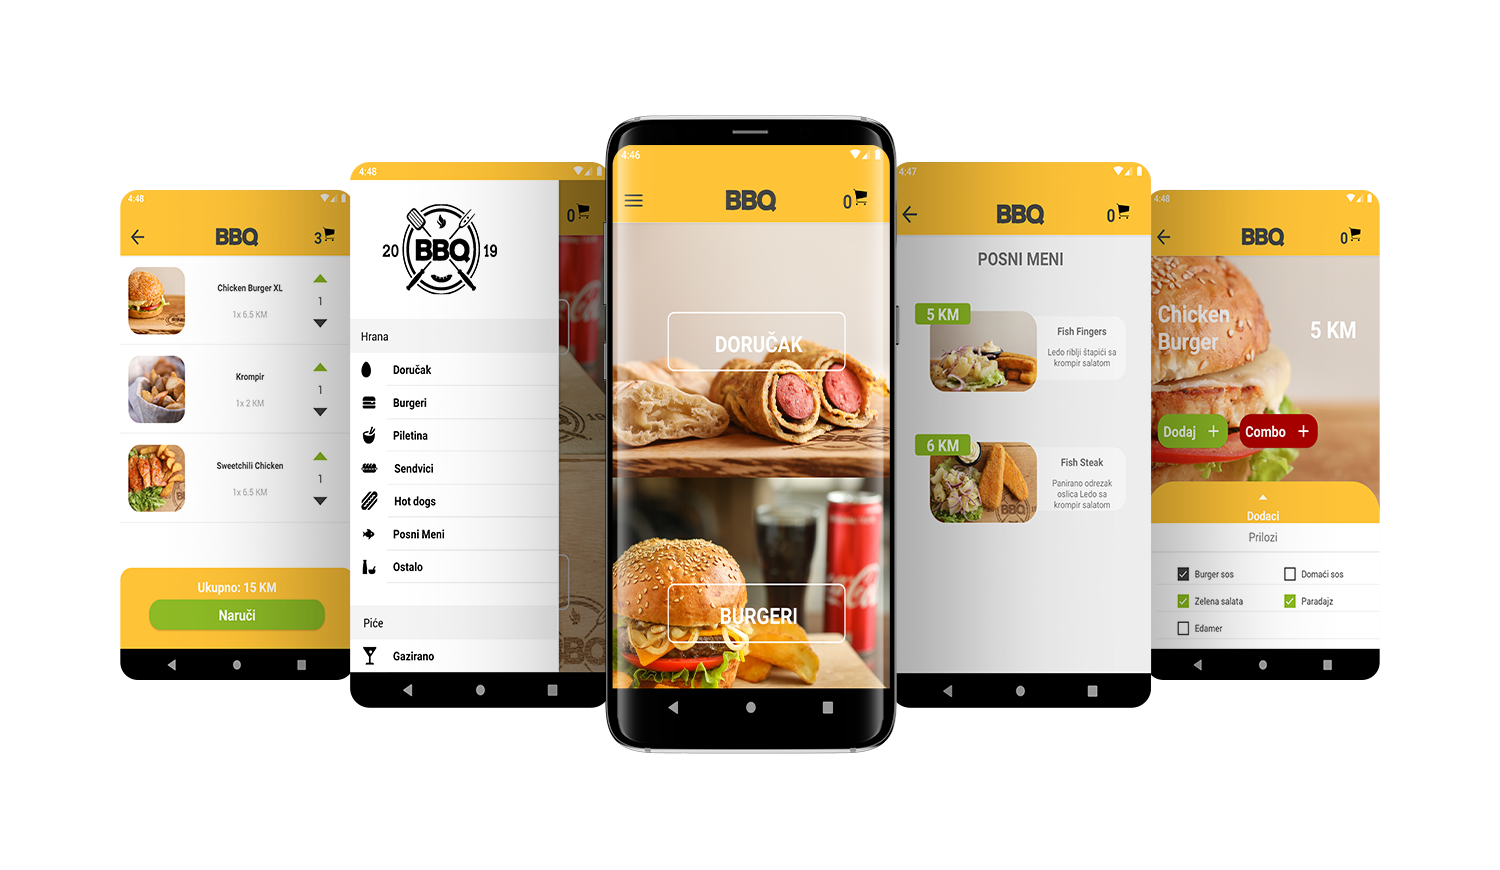 4:48
BBQ
3
Chicken Burger XL
1x 6.5 KM
1
Krompir
1x 2 KM
1
Sweetchili Chicken
1x 6.5 KM
1
Ukupno: 15 KM
Naruči
4:48
0
20 BBQ 19
Hrana
Doručak
Burgeri
Piletina
Sendvici
Hot dogs
Posni Meni
Ostalo
Piće
Gazirano
4:46
BBQ
0
DORUČAK
BURGERI
4:47
BBQ
0
POSNI MENI
5 KM
Fish Fingers
Ledo riblji štapići sa
krompir salatom
6 KM
Fish Steak
Panirano odrezak
oslica Ledo sa
krompir salatom
BBQ
4:48
BBQ
0
Chicken
Burger
5 KM
Dodaj +
Combo +
Dodaci
Prilozi
Burger sos
Domaći sos
Zelena salata
Paradajz
Edamer